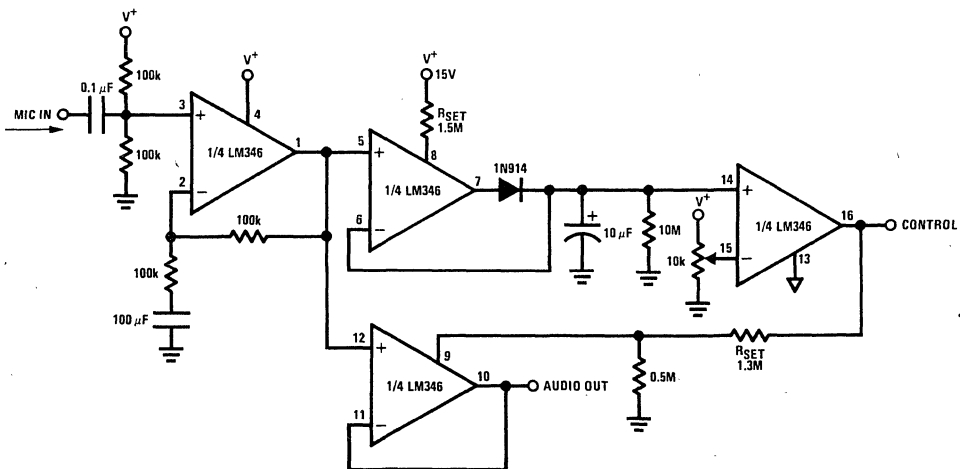 V+
100k
0.1 μF
MIC IN
100k
3
+
V+
4
1/4 LM346
1
2
−
100k
100k
100 μF
V+
15V
RSET
1.5M
8
5
+
1/4 LM346
7
6
−
1N914
+
10 μF
10M
14
+
V+
15
−
10k
1/4 LM346
16
13
CONTROL
12
+
9
1/4 LM346
10
11
−
AUDIO OUT
0.5M
RSET
1.3M